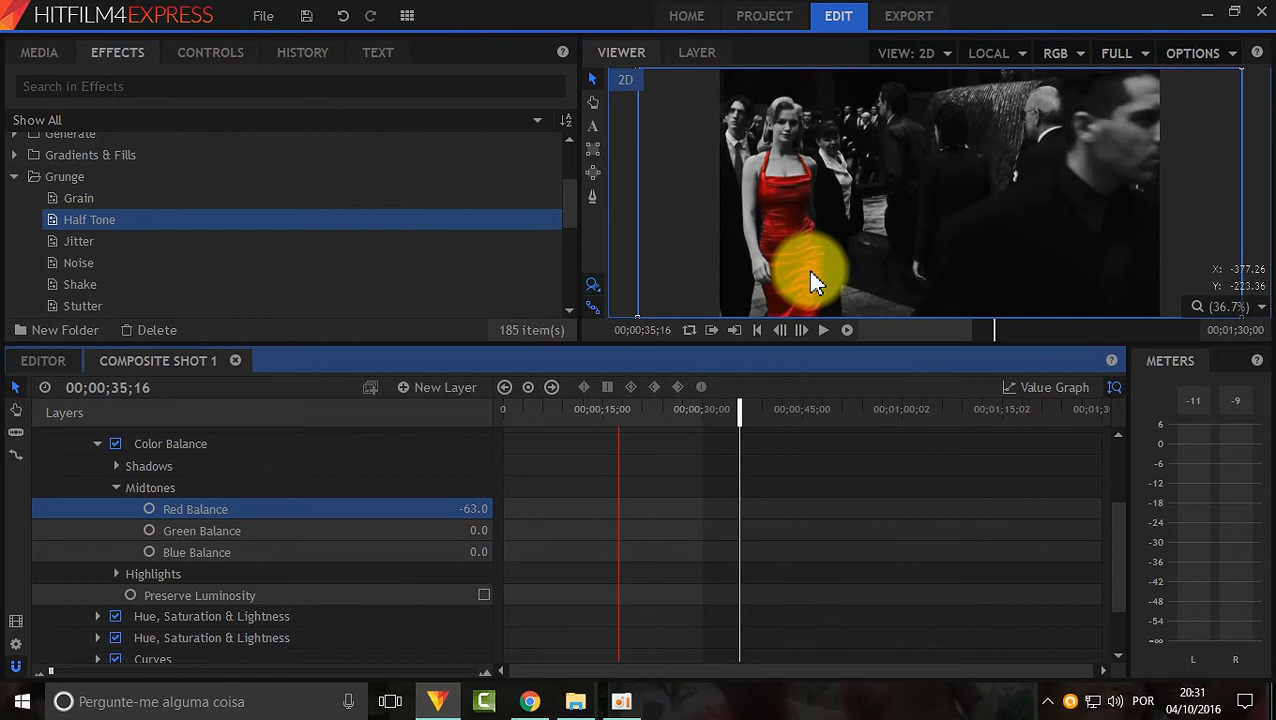 HITFILM4EXPRESS File HOME PROJECT EDIT EXPORT
MEDIA EFFECTS CONTROLS HISTORY TEXT
Search in Effects
Show All
Generate
Gradients & Fills
Grunge
Grain
Half Tone
Jitter
Noise
Shake
Stutter
New Folder Delete 185 item(s)
VIEWER LAYER VIEW: 2D LOCAL RGB FULL OPTIONS
2D
X: -377.26
Y: -223.36
(36.7%)
00;00;35;16 00;01;30;00
EDITOR COMPOSITE SHOT 1
00;00;35;16 New Layer Value Graph
Layers 0 00;00;15;00 00;00;30;00 00;00;45;00 00;01;00;02 00;01;15;02 00;01;30
Color Balance
Shadows
Midtones
Red Balance -63.0
Green Balance 0.0
Blue Balance 0.0
Highlights
Preserve Luminosity
Hue, Saturation & Lightness
Hue, Saturation & Lightness
Curves
METERS
-11 -9
6
0
-6
-12
-18
-24
-30
-36
-42
-48
-54
-∞
L R
Pergunte-me alguma coisa
POR
20:31
04/10/2016